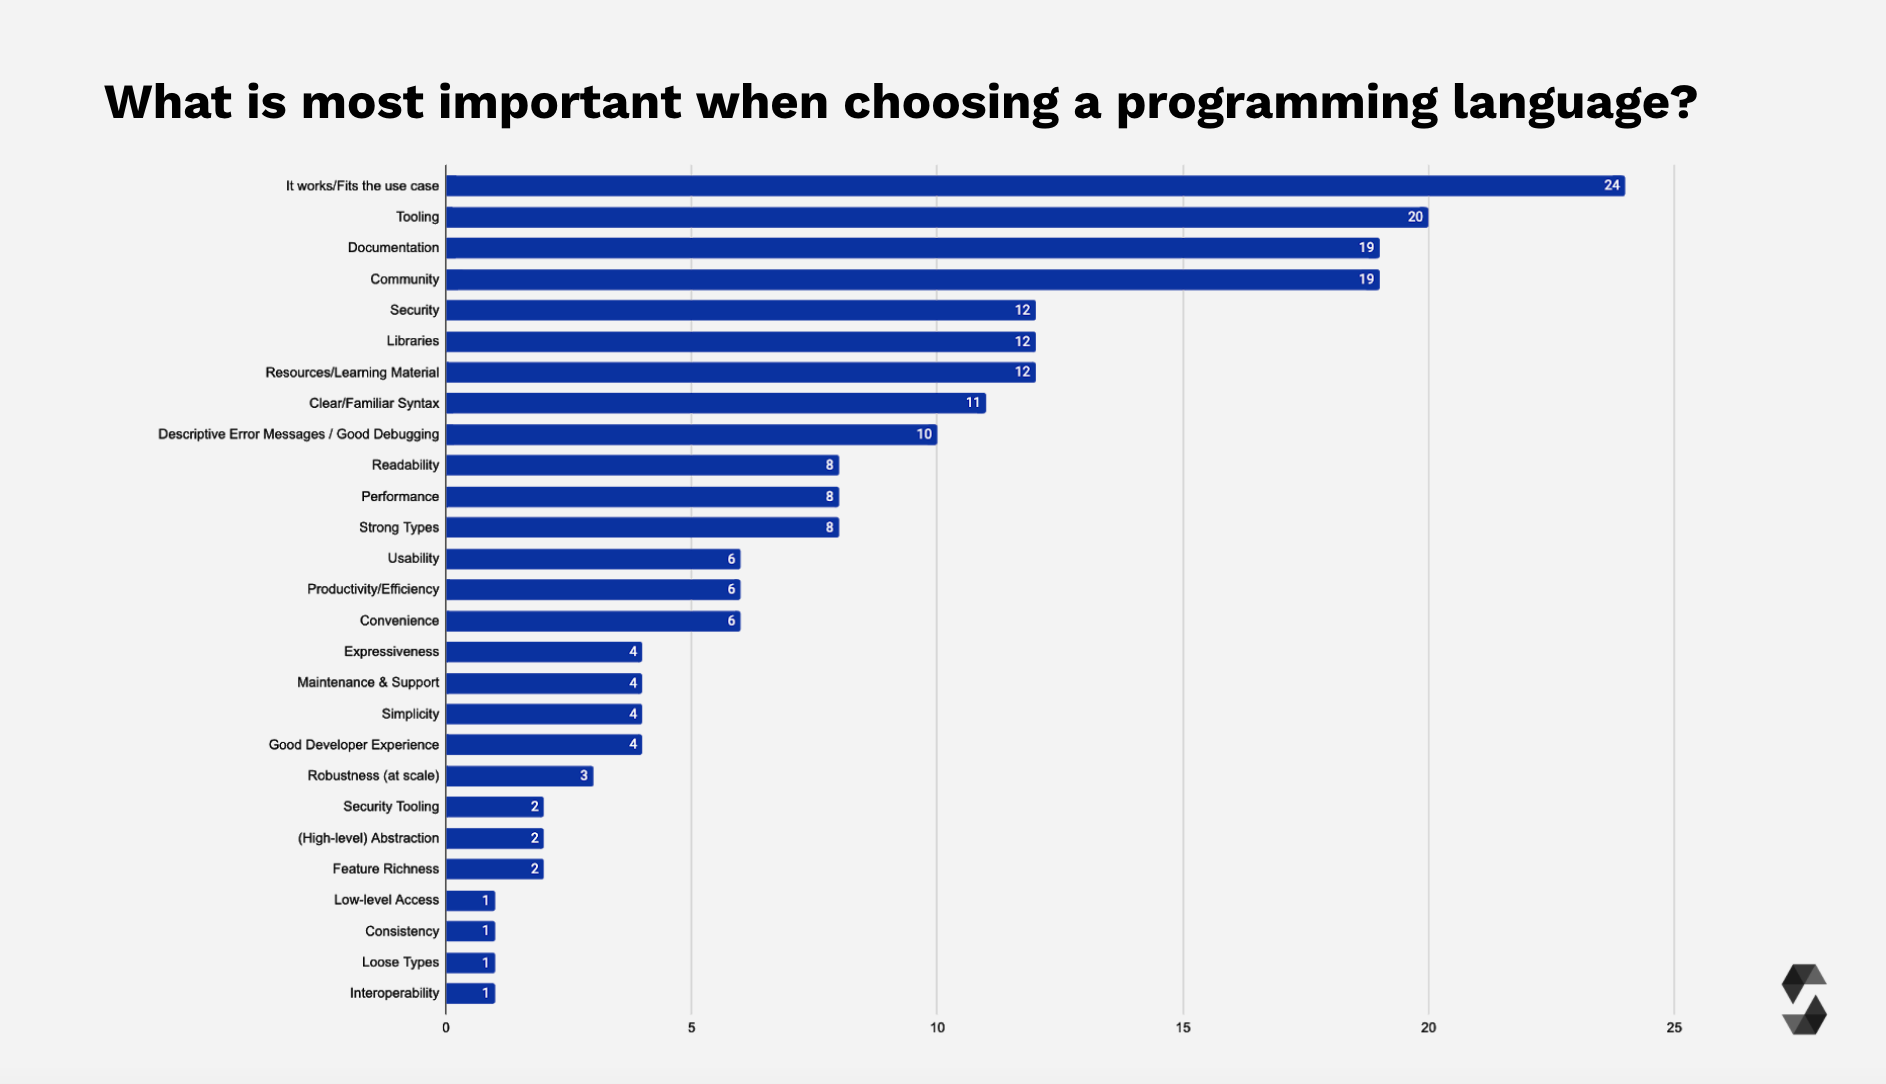 What is most important when choosing a programming language?
It works/Fits the use case 24
Tooling 20
Documentation 19
Community 19
Security 12
Libraries 12
Resources/Learning Material 12
Clear/Familiar Syntax 11
Descriptive Error Messages / Good Debugging 10
Readability 8
Performance 8
Strong Types 8
Usability 6
Productivity/Efficiency 6
Convenience 6
Expressiveness 4
Maintenance & Support 4
Simplicity 4
Good Developer Experience 4
Robustness (at scale) 3
Security Tooling 2
(High-level) Abstraction 2
Feature Richness 2
Low-level Access 1
Consistency 1
Loose Types 1
Interoperability 1
0 5 10 15 20 25